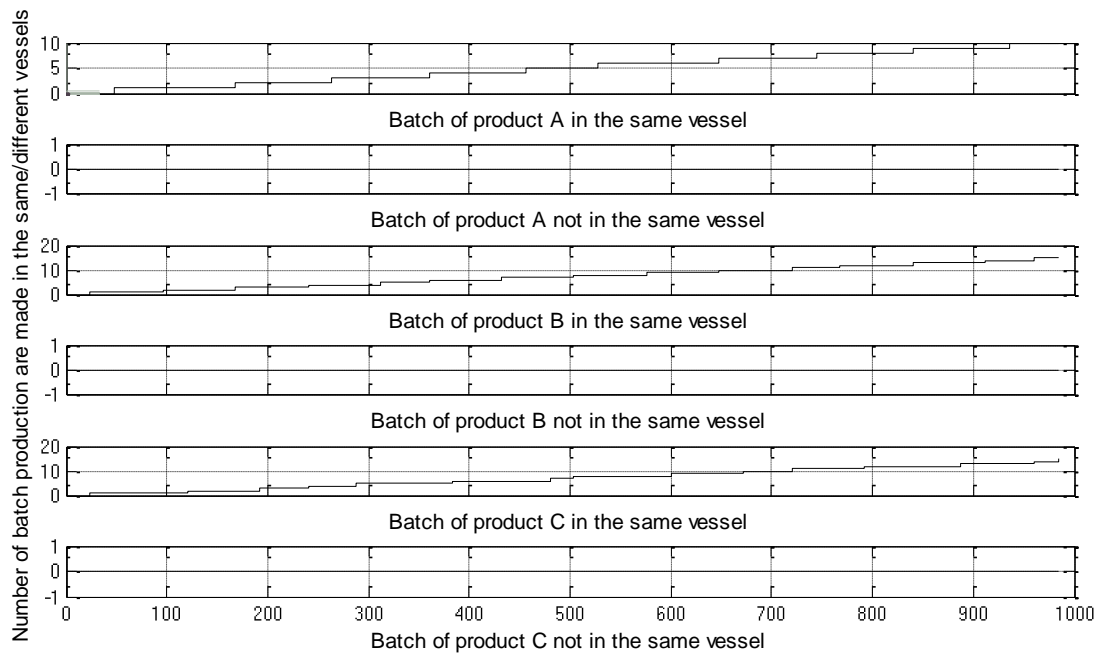 Number of batch production are made in the same/different vessels
10
5
0
Batch of product A in the same vessel
1
0
-1
Batch of product A not in the same vessel
20
10
0
Batch of product B in the same vessel
1
0
-1
Batch of product B not in the same vessel
20
10
0
Batch of product C in the same vessel
1
0
-1
0 100 200 300 400 500 600 700 800 900 1000
Batch of product C not in the same vessel